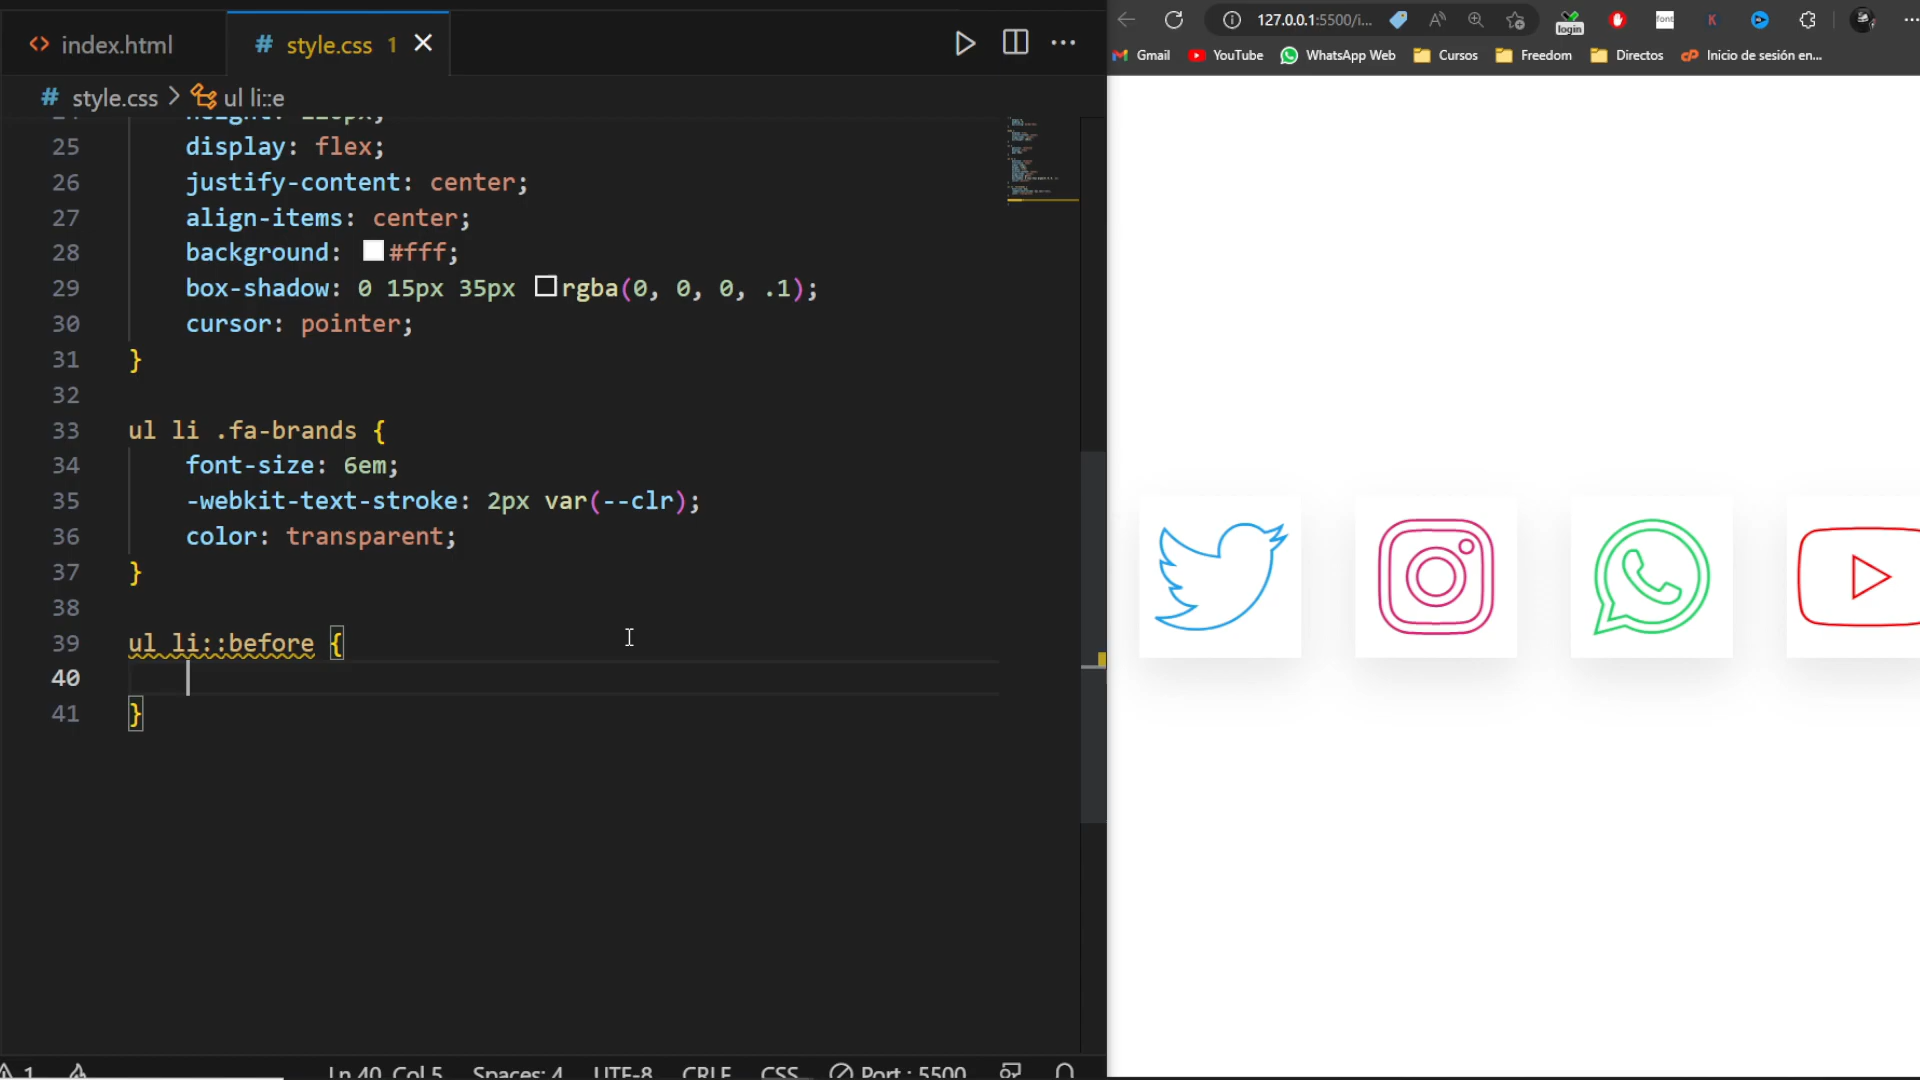 index.html
style.css 1
127.0.0.1:5500/i...
font
K
login
Gmail
YouTube
WhatsApp Web
Cursos
Freedom
Directos
cP Inicio de sesión en...
# style.css > ul li::e
25 display: flex;
26 justify-content: center;
27 align-items: center;
28 background: #fff;
29 box-shadow: 0 15px 35px rgba(0, 0, 0, .1);
30 cursor: pointer;
31 }
32
33 ul li .fa-brands {
34 font-size: 6em;
35 -webkit-text-stroke: 2px var(--clr);
36 color: transparent;
37 }
38
39 ul li::before {
40
41 }
1
Ln 40, Col 5
Spaces: 4
UTF-8
CRLF
CSS
Port : 5500